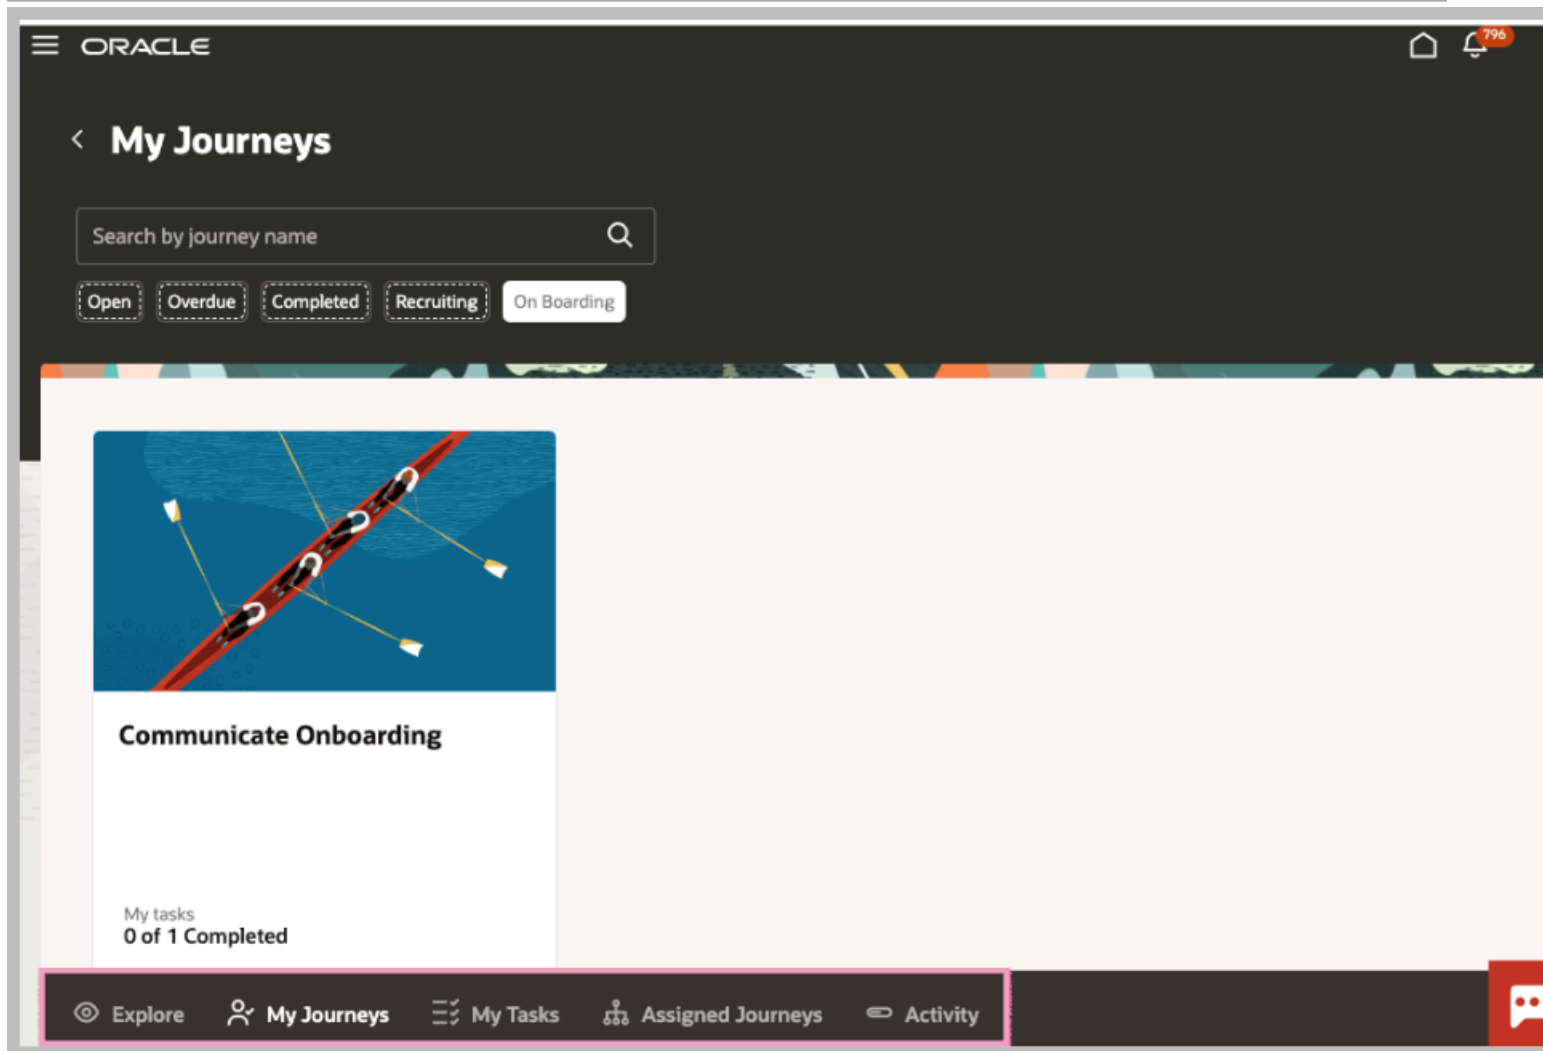 ORACLE
796
My Journeys
Search by journey name
Open Overdue Completed Recruiting On Boarding
Communicate Onboarding
My tasks
0 of 1 Completed
Explore My Journeys My Tasks Assigned Journeys Activity